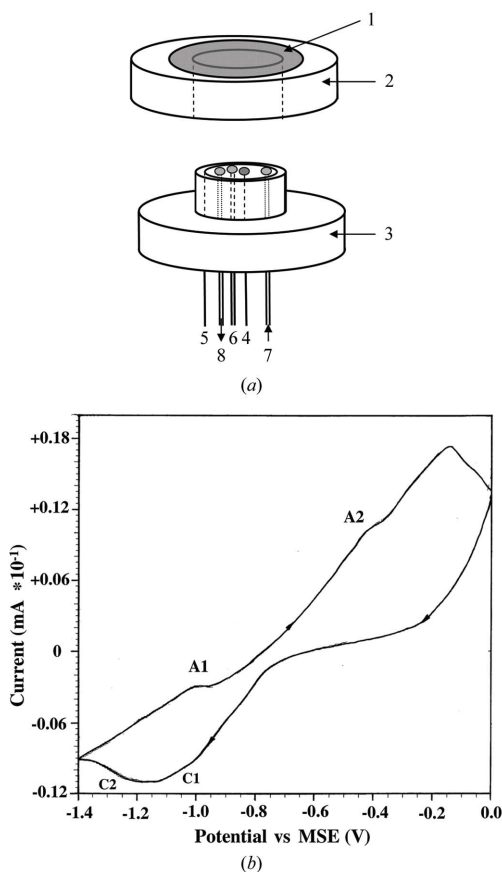 1
2
3
5 6 4
8 7
(a)
+0.18
+0.12
A2
+0.06
Current (mA *10-1)
0
A1
-0.06
C2 C1
-0.12
-1.4 -1.2 -1.0 -0.8 -0.6 -0.4 -0.2 0.0
Potential vs MSE (V)
(b)